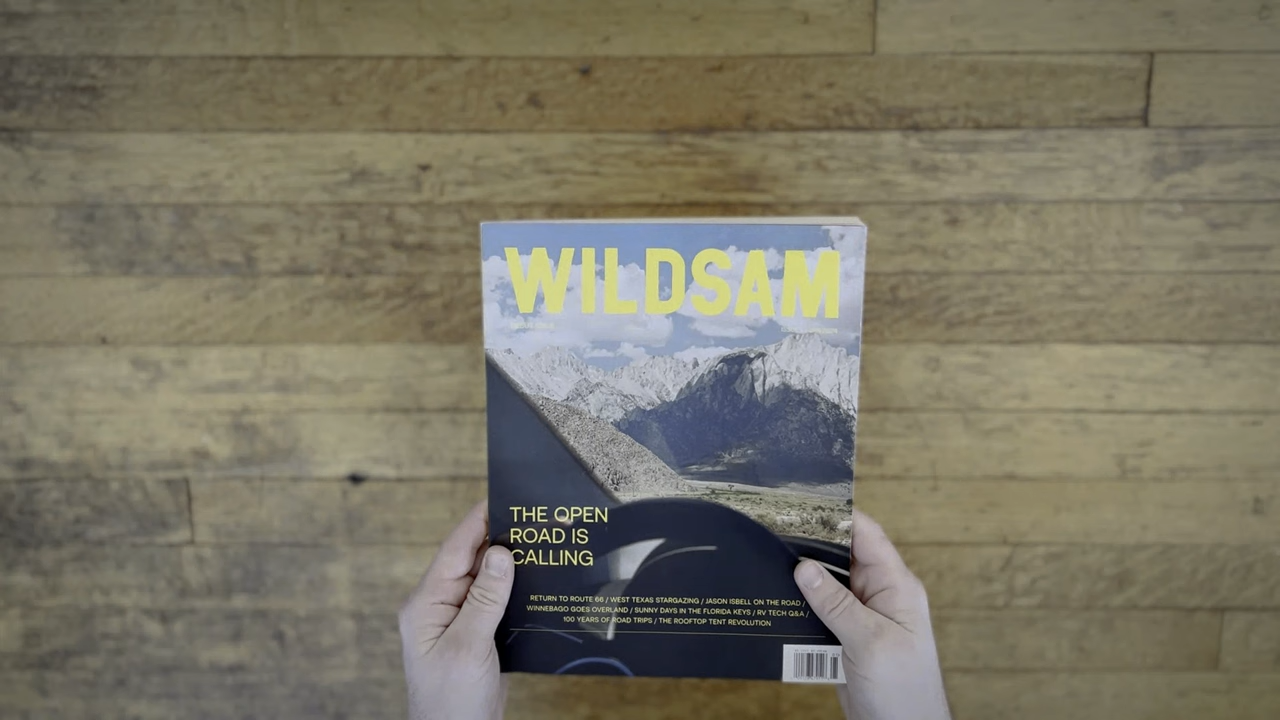 WILDSAM
THE OPEN
ROAD IS
CALLING
RETURN TO ROUTE 66 / WEST TEXAS STARGAZING / JASON ISBELL ON THE ROAD /
WINNEBAGO GOES OVERLAND / SUNNY DAYS IN THE FLORIDA KEYS / RV TECH Q&A /
100 YEARS OF ROAD TRIPS / THE ROOFTOP TENT REVOLUTION